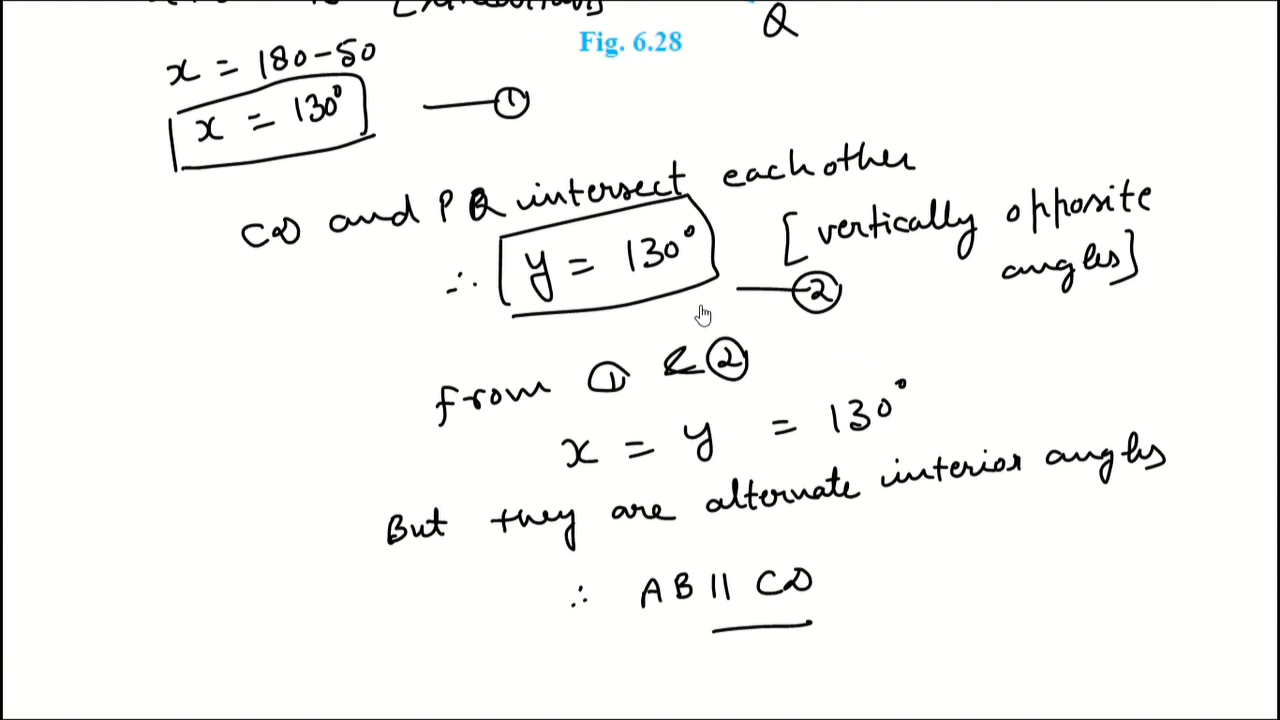 Q
Fig. 6.28
x = 180 - 50
x = 130° — ①
CD and PQ intersect each other
∴ y = 130° [vertically opposite
angles] — ②
from ① & ②
x = y = 130°
But they are alternate interior angles
∴ AB || CD